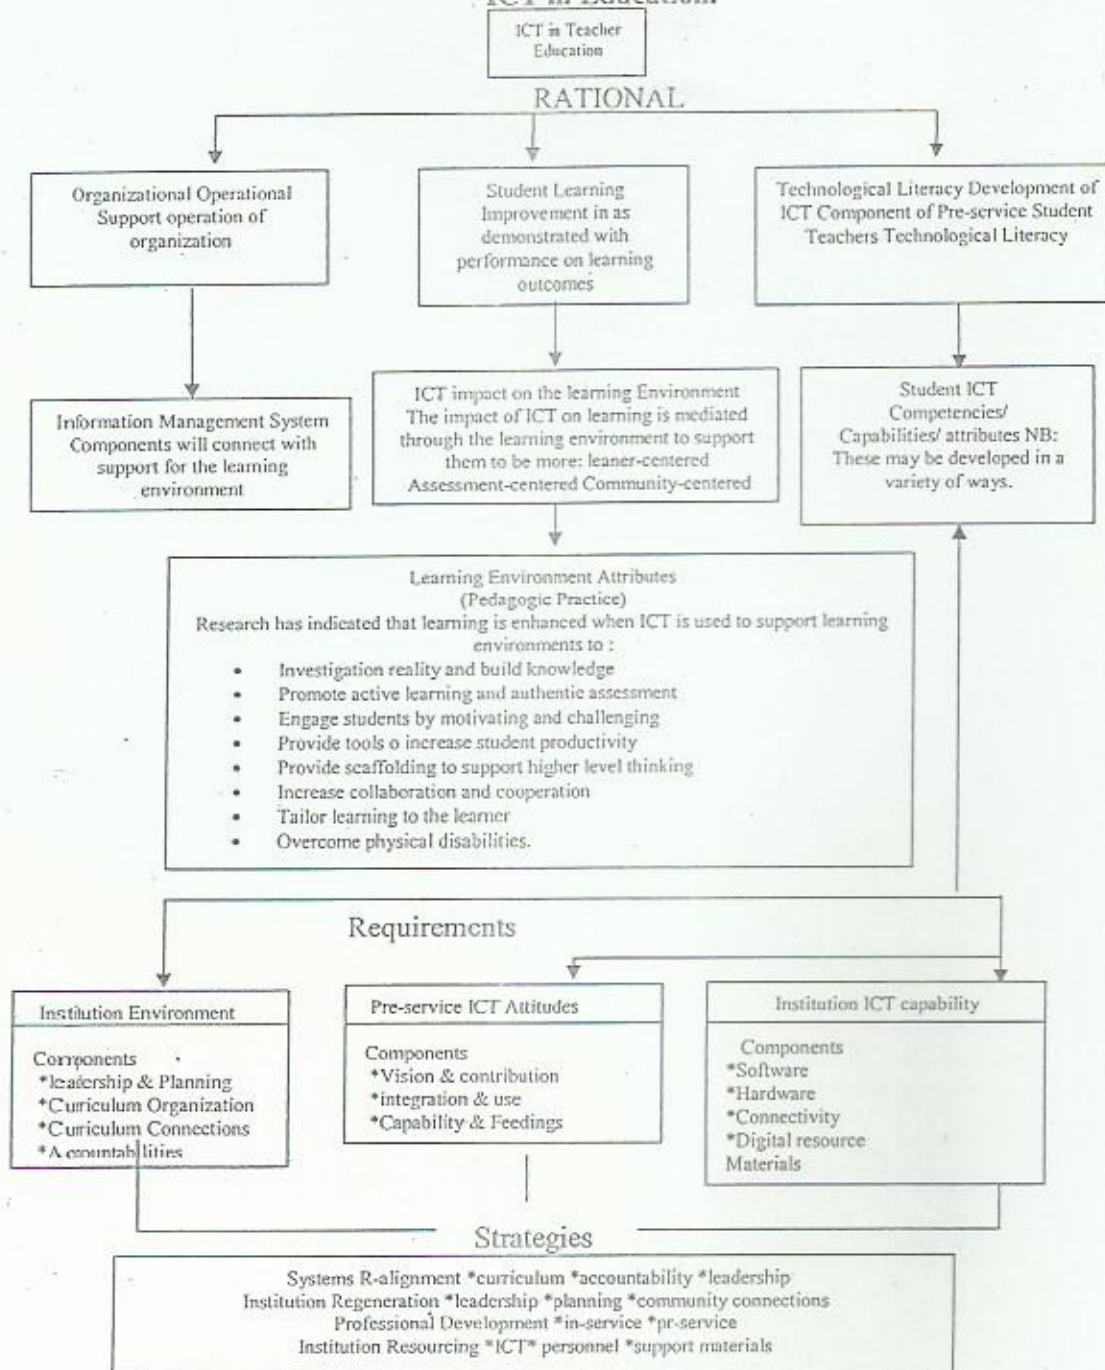 ICT in Education.
ICT in Teacher
Education
RATIONAL
Organizational Operational
Support operation of
organization
Student Learning
Improvement in as
demonstrated with
performance on learning
outcomes
Technological Literacy Development of
ICT Component of Pre-service Student
Teachers Technological Literacy
Information Management System
Components will connect with
support for the learning
environment
ICT impact on the learning Environment
The impact of ICT on learning is mediated
through the learning environment to support
them to be more: leaner-centered
Assessment-centered Community-centered
Student ICT
Competencies/
Capabilities/ attributes NB:
These may be developed in a
variety of ways.
Learning Environment Attributes
(Pedagogic Practice)
Research has indicated that learning is enhanced when ICT is used to support learning
environments to :
• Investigation reality and build knowledge
• Promote active learning and authentic assessment
• Engage students by motivating and challenging
• Provide tools o increase student productivity
• Provide scaffolding to support higher level thinking
• Increase collaboration and cooperation
• Tailor learning to the learner
• Overcome physical disabilities.
Requirements
Institution Environment
Components
*leadership & Planning
*Curriculum Organization
*Curriculum Connections
*Accountabilities
Pre-service ICT Attitudes
Components
*Vision & contribution
*integration & use
*Capability & Feedings
Institution ICT capability
Components
*Software
*Hardware
*Connectivity
*Digital resource
Materials
Strategies
Systems R-alignment *curriculum *accountability *leadership
Institution Regeneration *leadership *planning *community connections
Professional Development *in-service *pr-service
Institution Resourcing *ICT* personnel *support materials